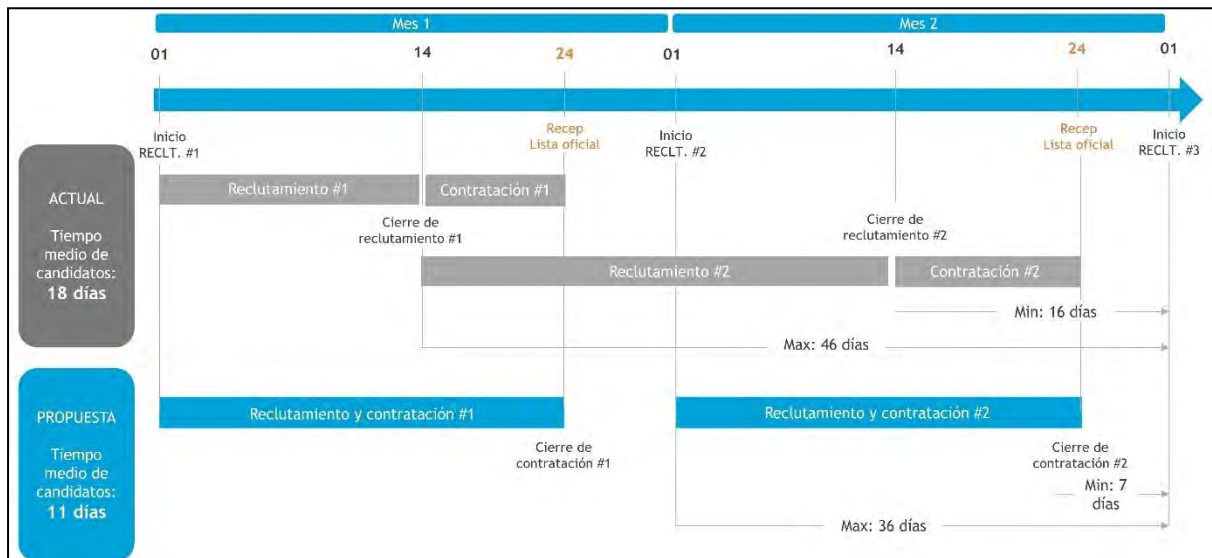 Mes 1
Mes 2
01
14
24
01
14
24
01
Inicio
RECLT. #1
Recep
Lista oficial
Inicio
RECLT. #2
Recep
Lista oficial
Inicio
RECLT. #3
ACTUAL
Tiempo
medio de
candidatos:
18 días
Reclutamiento #1
Contratación #1
Cierre de
reclutamiento #1
Cierre de
reclutamiento #2
Reclutamiento #2
Contratación #2
Min: 16 días
Max: 46 días
PROPUESTA
Tiempo
medio de
candidatos:
11 días
Reclutamiento y contratación #1
Reclutamiento y contratación #2
Cierre de
contratación #1
Cierre de
contratación #2
Min: 7
días
Max: 36 días